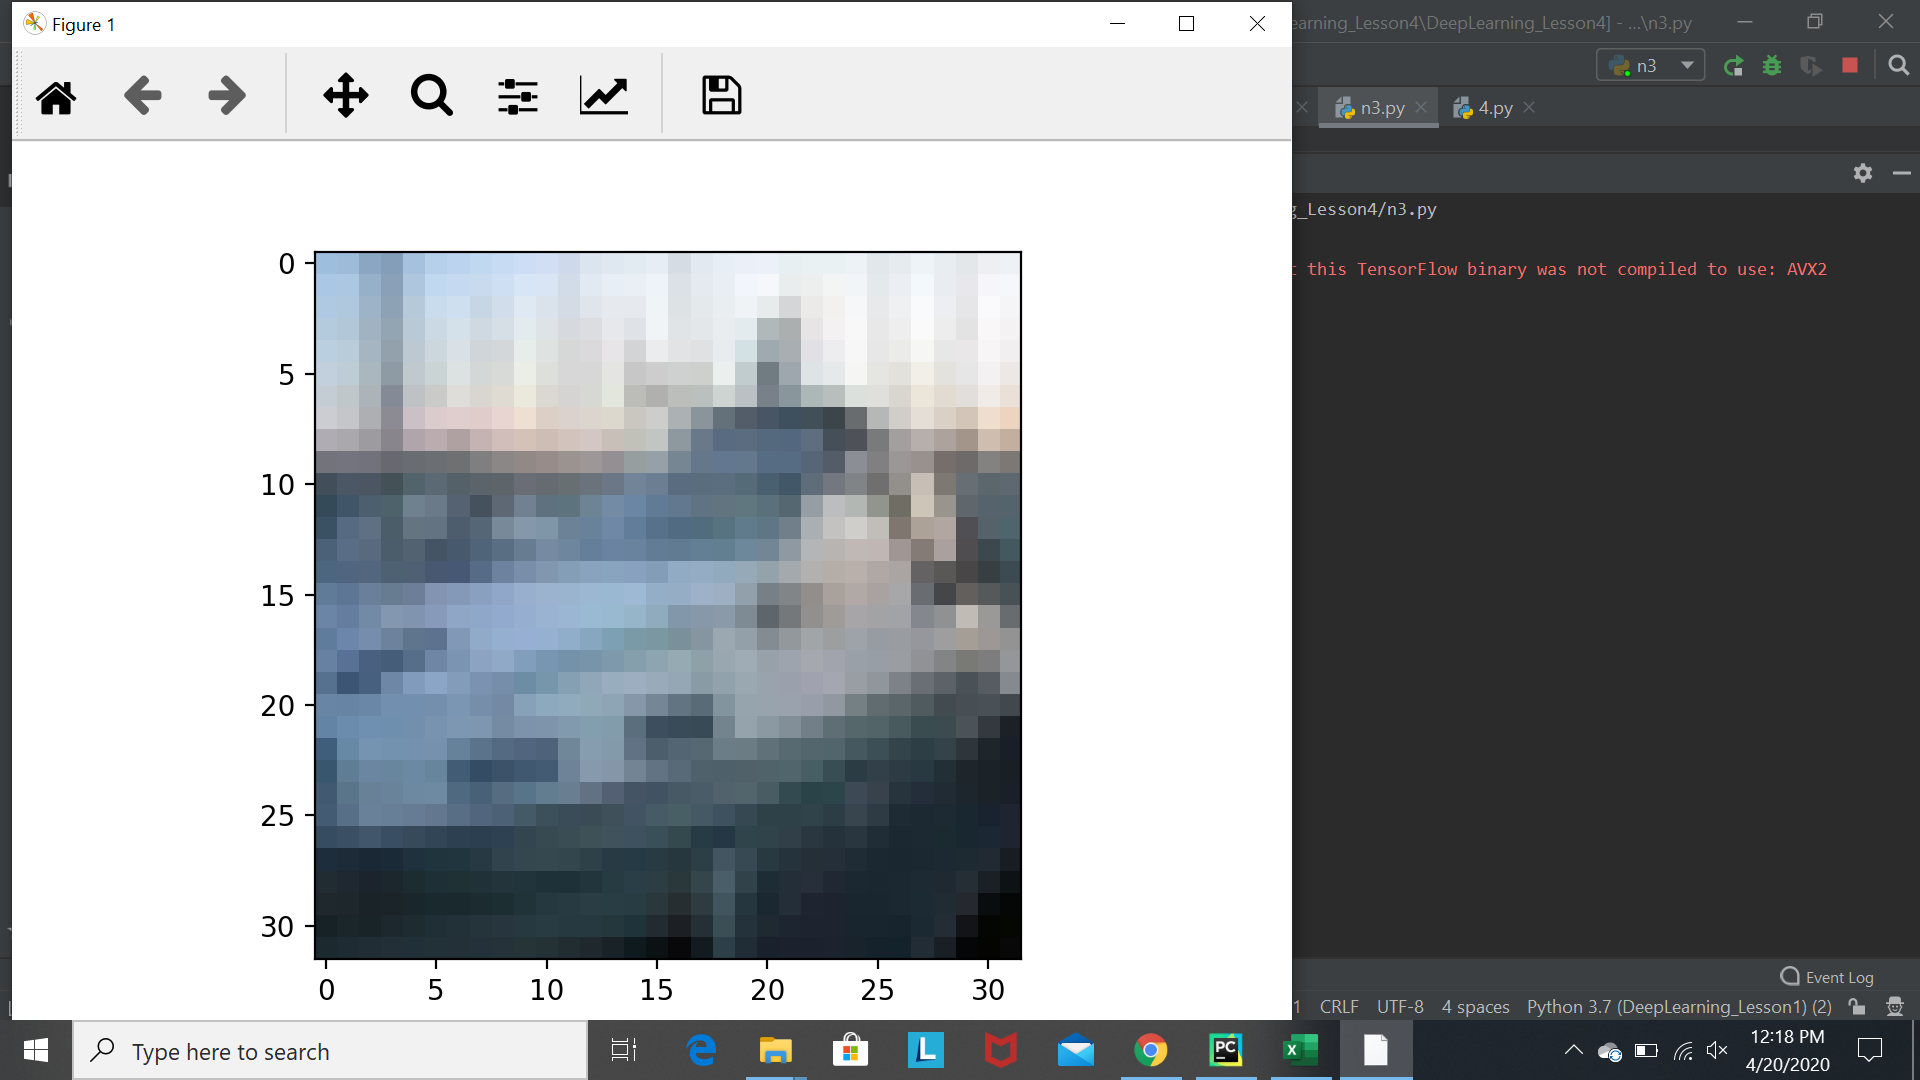 Figure 1
earning_Lesson4\DeepLearning_Lesson4] - ...\n3.py
n3
n3.py
4.py
_Lesson4/n3.py
this TensorFlow binary was not compiled to use: AVX2
0
5
10
15
20
25
30
0 5 10 15 20 25 30
Event Log
1 CRLF UTF-8 4 spaces Python 3.7 (DeepLearning_Lesson1) (2)
Type here to search
L
PC
X
12:18 PM
4/20/2020